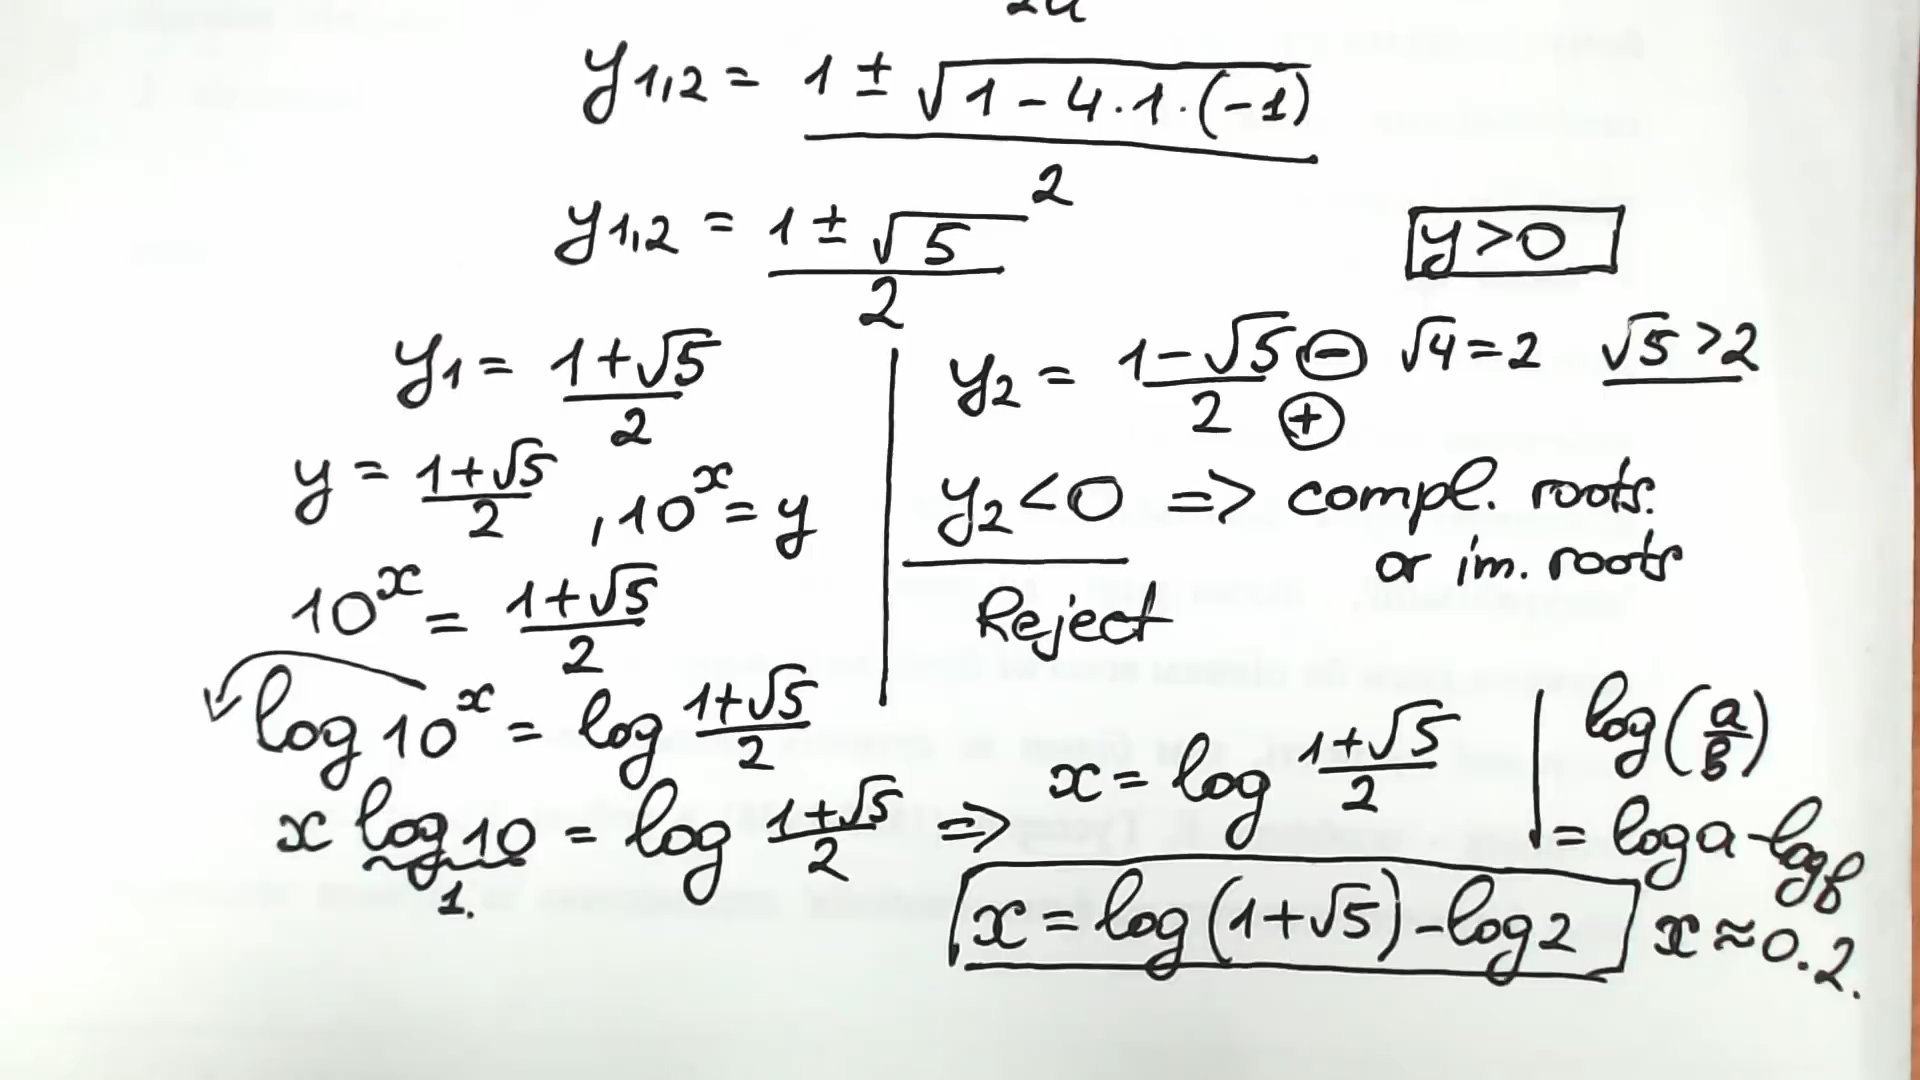 2a
y1,2 = (1 ± √(1 - 4·1·(-1))) / 2
y1,2 = (1 ± √5) / 2
y>0
y1 = (1+√5) / 2
y = (1+√5) / 2 , 10^x = y
10^x = (1+√5) / 2
log 10^x = log (1+√5) / 2
x log 10 = log (1+√5) / 2 =>
1.
y2 = (1-√5) / 2 ⊖ ⊕ √4 = 2 √5 > 2
y2 < 0 => compl. roots.
or im. roots
Reject
x = log (1+√5) / 2
log(a/b)
= log a - log b
x = log(1+√5) - log 2
x ≈ 0.2.